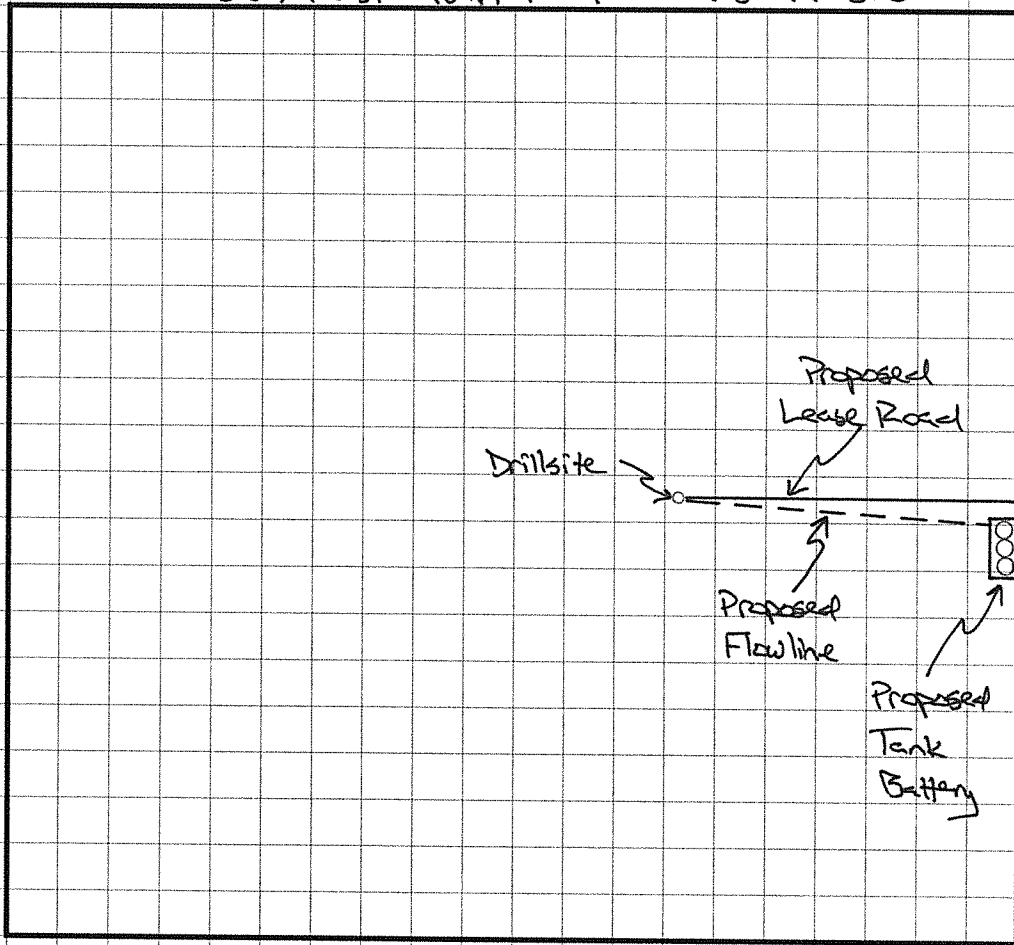 Proposed
Lease Road
Drillsite
Proposed
Flowline
Proposed
Tank
Battery